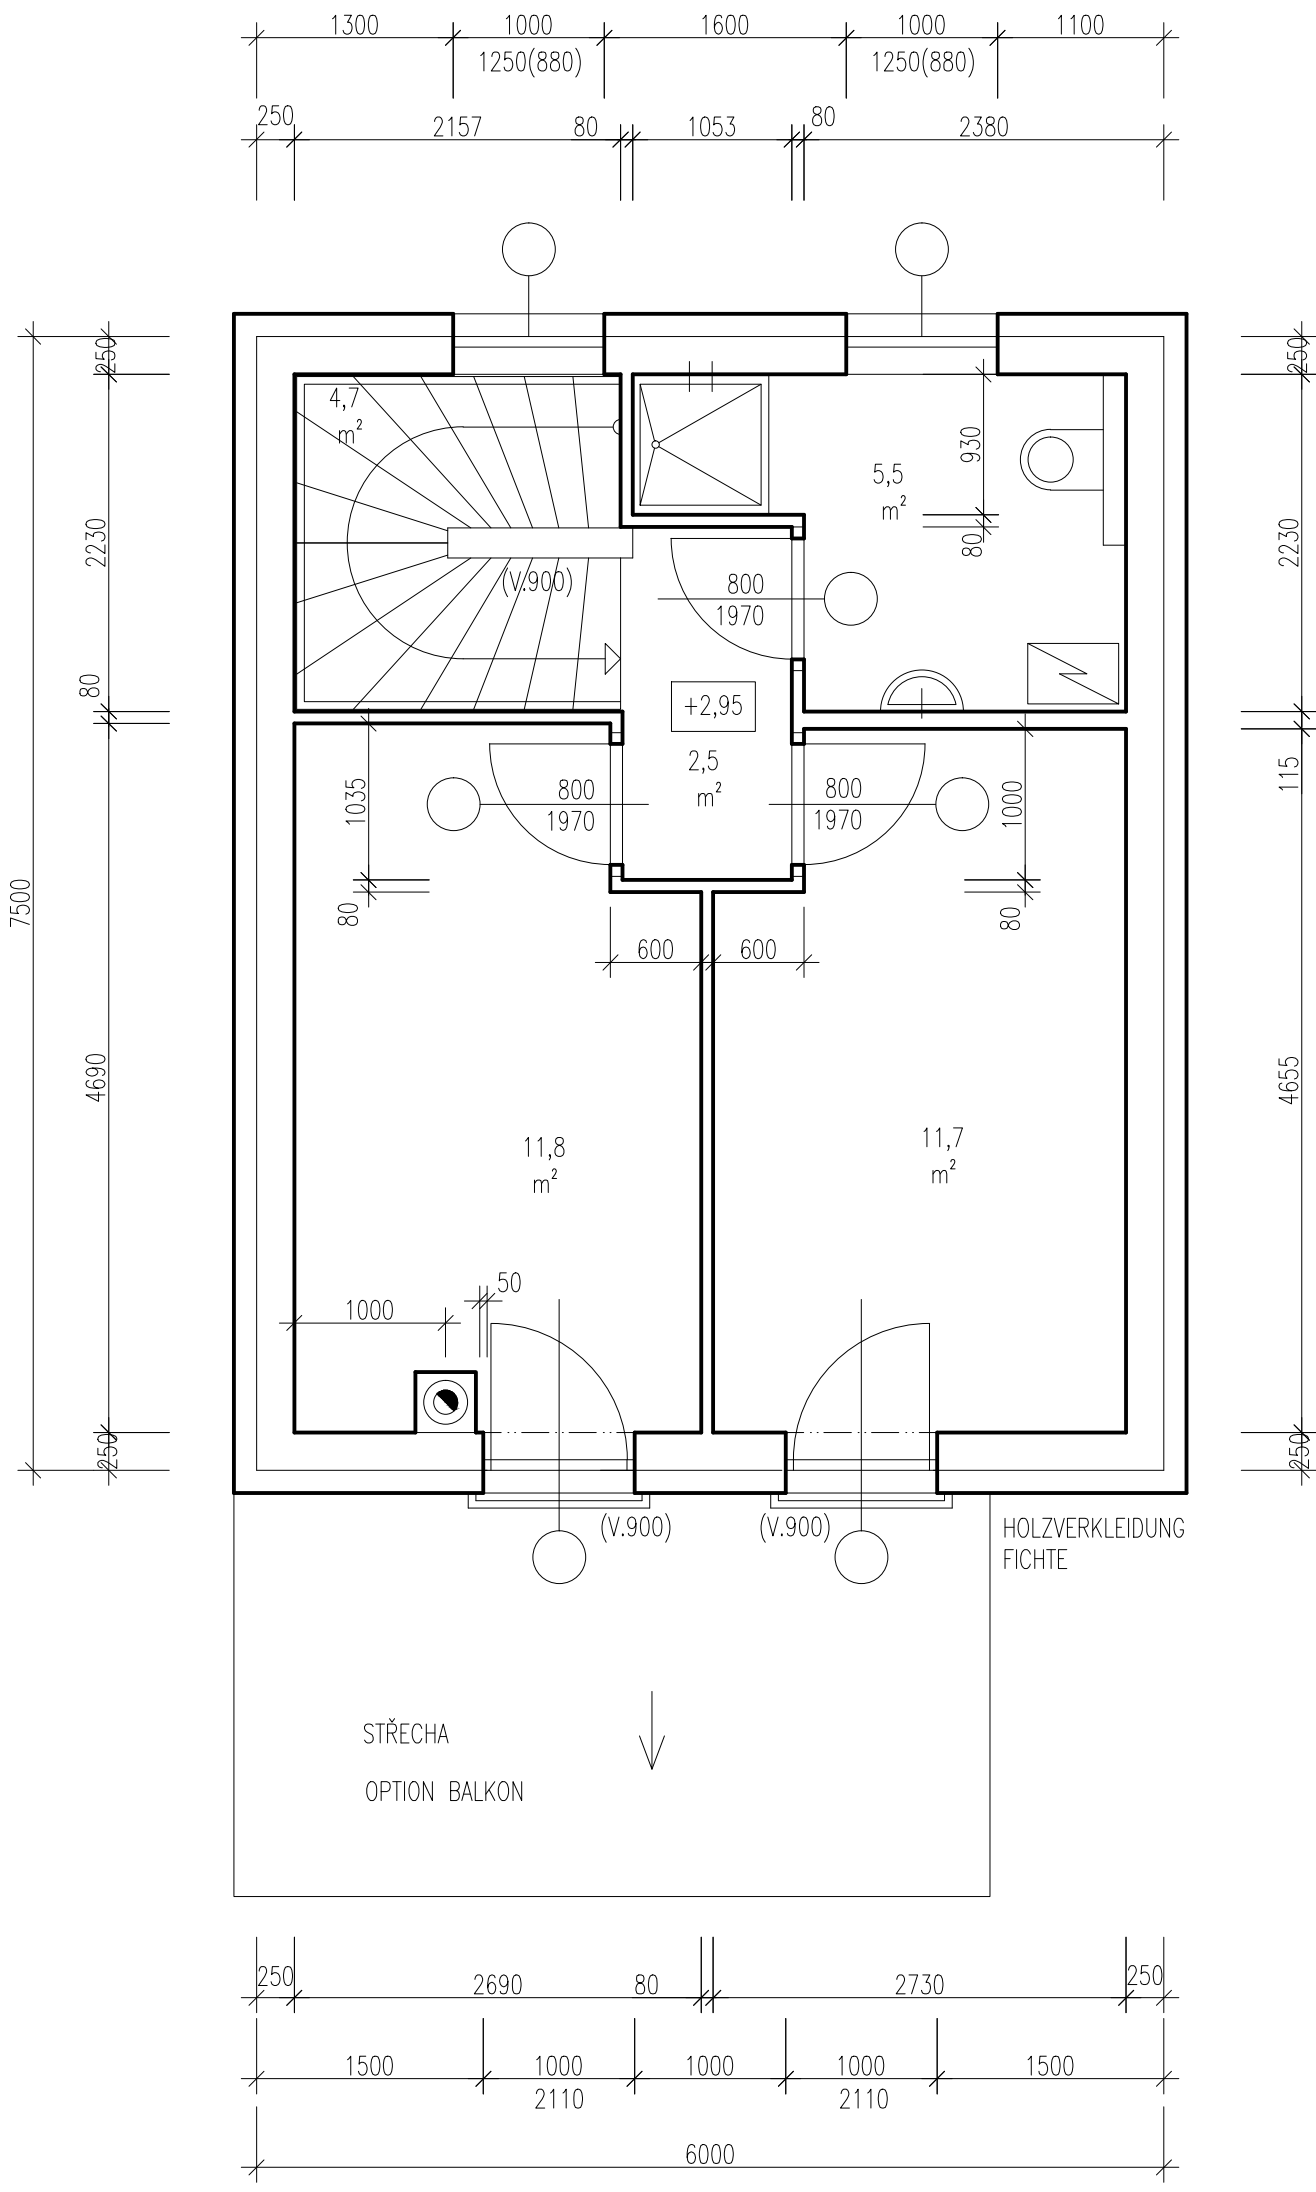 1300 1000 1600 1000 1100
1250(880) 1250(880)
250 2157 80 1053 80 2380
250 250
4,7
m²
930
5,5
m²
2230 2230
80
(V.900)
800
1970
80
+2,95
2,5
m²
115
1035
800
1970
800
1970
1000
7500
80 80
600 600
4690 4655
11,8
m²
11,7
m²
50
1000
250 250
(V.900) (V.900)
HOLZVERKLEIDUNG
FICHTE
STŘECHA
OPTION BALKON
250 2690 80 2730 250
1500 1000 1000 1000 1500
2110 2110
6000